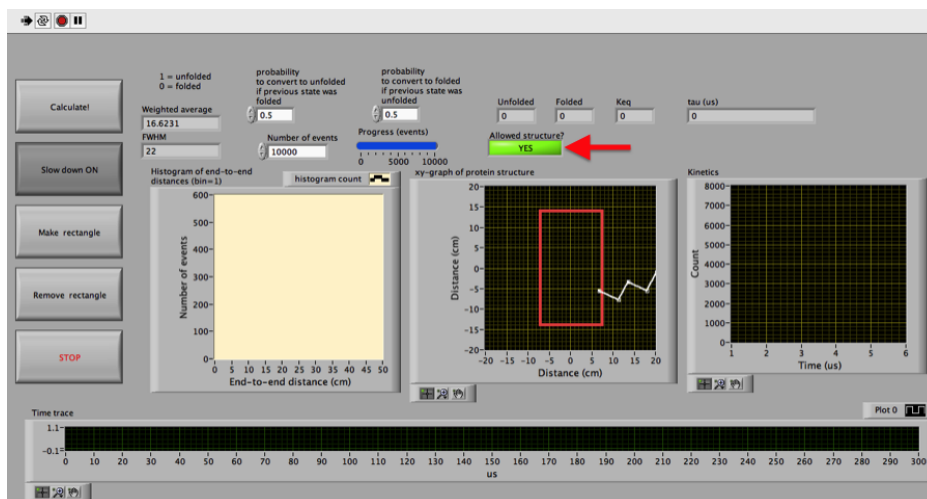 Calculate!
Slow down ON
Make rectangle
Remove rectangle
STOP
1 = unfolded
0 = folded
Weighted average
16.6231
FWHM
22
probability
to convert to unfolded
if previous state was
folded
0.5
Number of events
10000
probability
to convert to folded
if previous state was
unfolded
0.5
Progress (events)
0 5000 10000
Unfolded
0
Folded
0
Keq
0
tau (us)
0
Allowed structure?
YES
Histogram of end-to-end
distances (bin=1)
histogram count
Number of events
600-
500-
400-
300-
200-
100-
0-
0 5 10 15 20 25 30 35 40 45 50
End-to-end distance (cm)
xy-graph of protein structure
Distance (cm)
20-
15-
10-
5-
0-
-5-
-10-
-15-
-20-
-20 -15 -10 -5 0 5 10 15 20
Distance (cm)
Kinetics
Count
8000-
7000-
6000-
5000-
4000-
3000-
2000-
1000-
0-
1 2 3 4 5 6
Time (us)
Time trace
Plot 0
1.1-
-0.1-
0 10 20 30 40 50 60 70 80 90 100 110 120 130 140 150 160 170 180 190 200 210 220 230 240 250 260 270 280 290 300
us